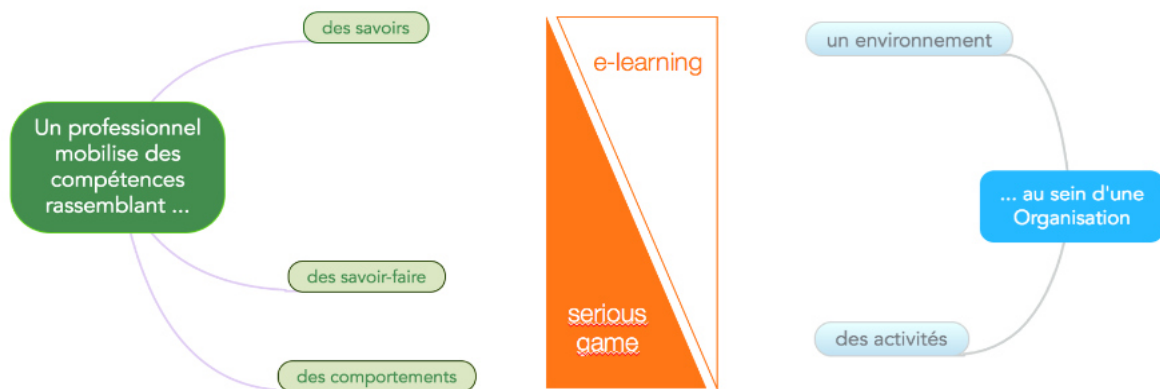 des savoirs
Un professionnel
mobilise des
compétences
rassemblant ...
des savoir-faire
des comportements
e-learning
serious
game
un environnement
... au sein d'une
Organisation
des activités